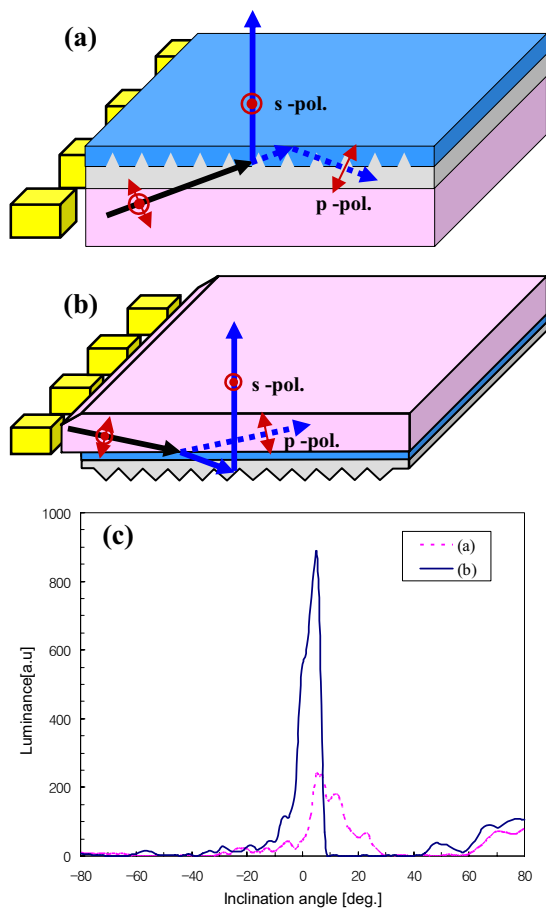 (a)
s -pol.
p -pol.
(b)
s -pol.
p -pol.
(c)
1000
800
600
400
200
0
Luminance[a.u]
(a)
(b)
-80
-60
-40
-20
0
20
40
60
80
Inclination angle [deg.]